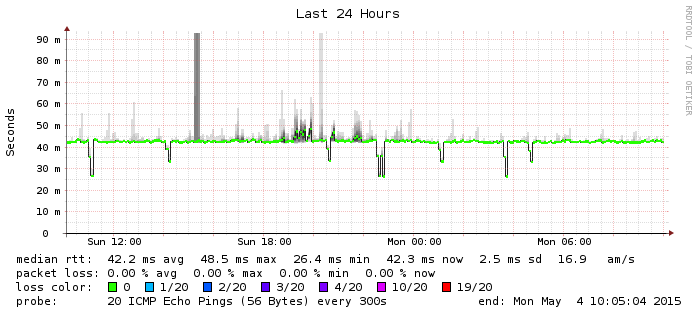 Last 24 Hours
RRDTOOL / TOBI OETIKER
Seconds
90 m
80 m
70 m
60 m
50 m
40 m
30 m
20 m
10 m
0
Sun 12:00 Sun 18:00 Mon 00:00 Mon 06:00
median rtt: 42.2 ms avg 48.5 ms max 26.4 ms min 42.3 ms now 2.5 ms sd 16.9 am/s
packet loss: 0.00 % avg 0.00 % max 0.00 % min 0.00 % now
loss color: 0 1/20 2/20 3/20 4/20 10/20 19/20
probe: 20 ICMP Echo Pings (56 Bytes) every 300s end: Mon May 4 10:05:04 2015